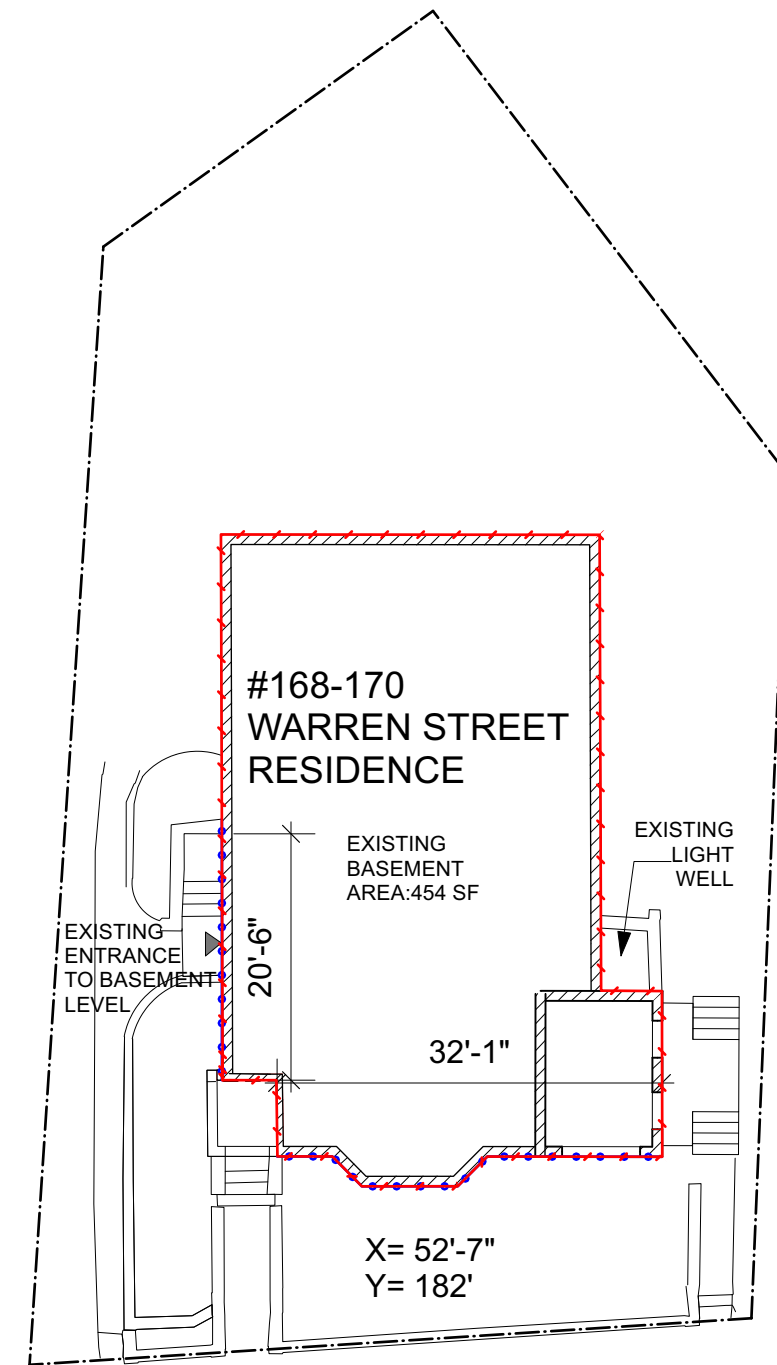 #168-170
WARREN STREET
RESIDENCE
EXISTING
BASEMENT
AREA:454 SF
EXISTING
LIGHT
WELL
EXISTING
ENTRANCE
TO BASEMENT
LEVEL
20'-6"
32'-1"
X= 52'-7"
Y= 182'